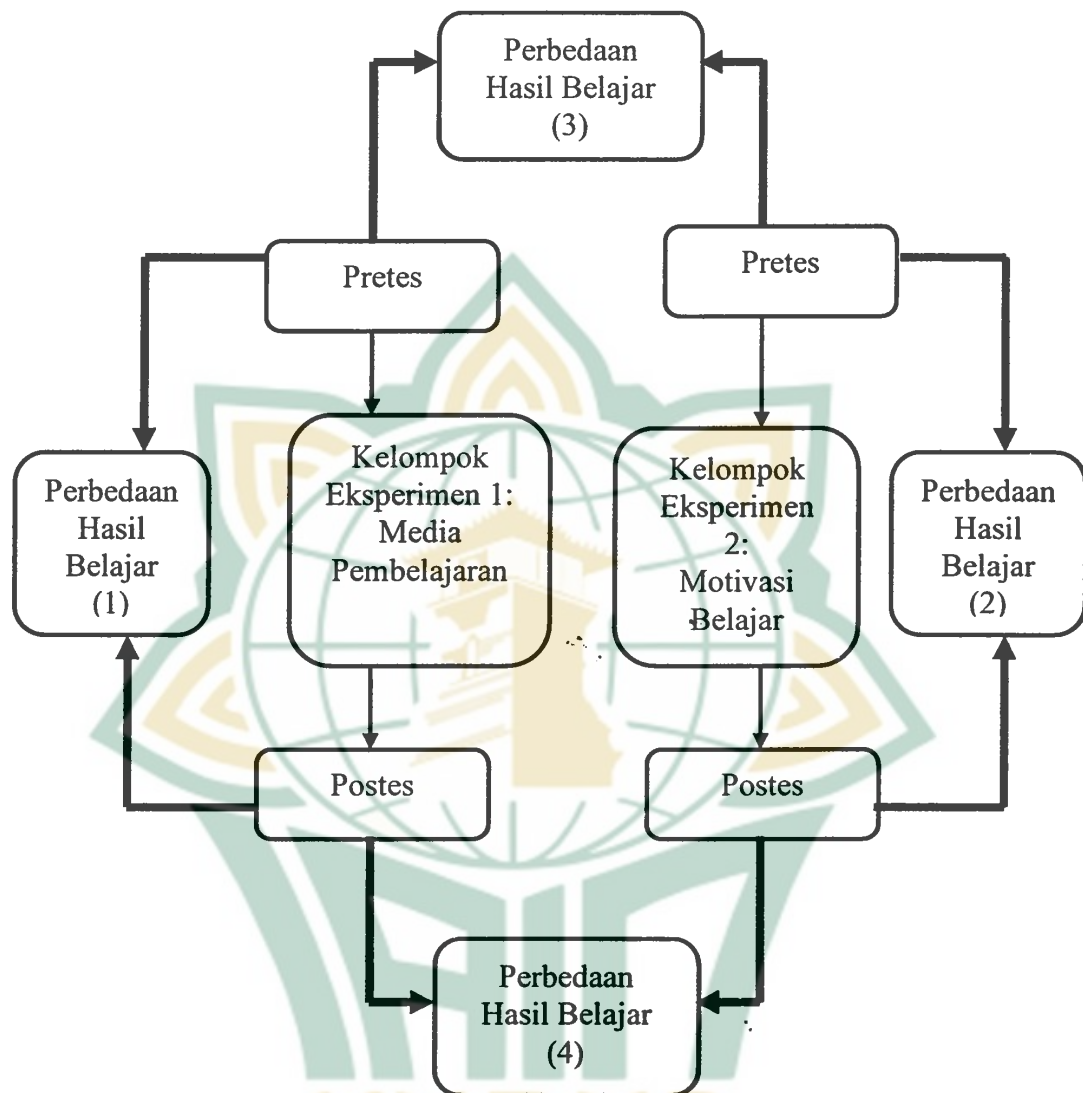 Perbedaan
Hasil Belajar
(3)
Pretes
Pretes
Perbedaan
Hasil
Belajar
(1)
Kelompok
Eksperimen 1:
Media
Pembelajaran
Kelompok
Eksperimen
2:
Motivasi
Belajar
Perbedaan
Hasil
Belajar
(2)
Postes
Postes
Perbedaan
Hasil Belajar
(4)